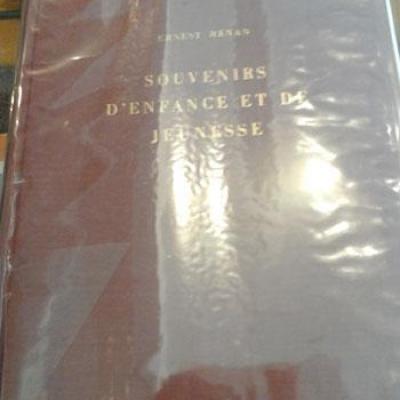 ERNEST RENAN
SOUVENIRS
D'ENFANCE ET DE
JEUNESSE